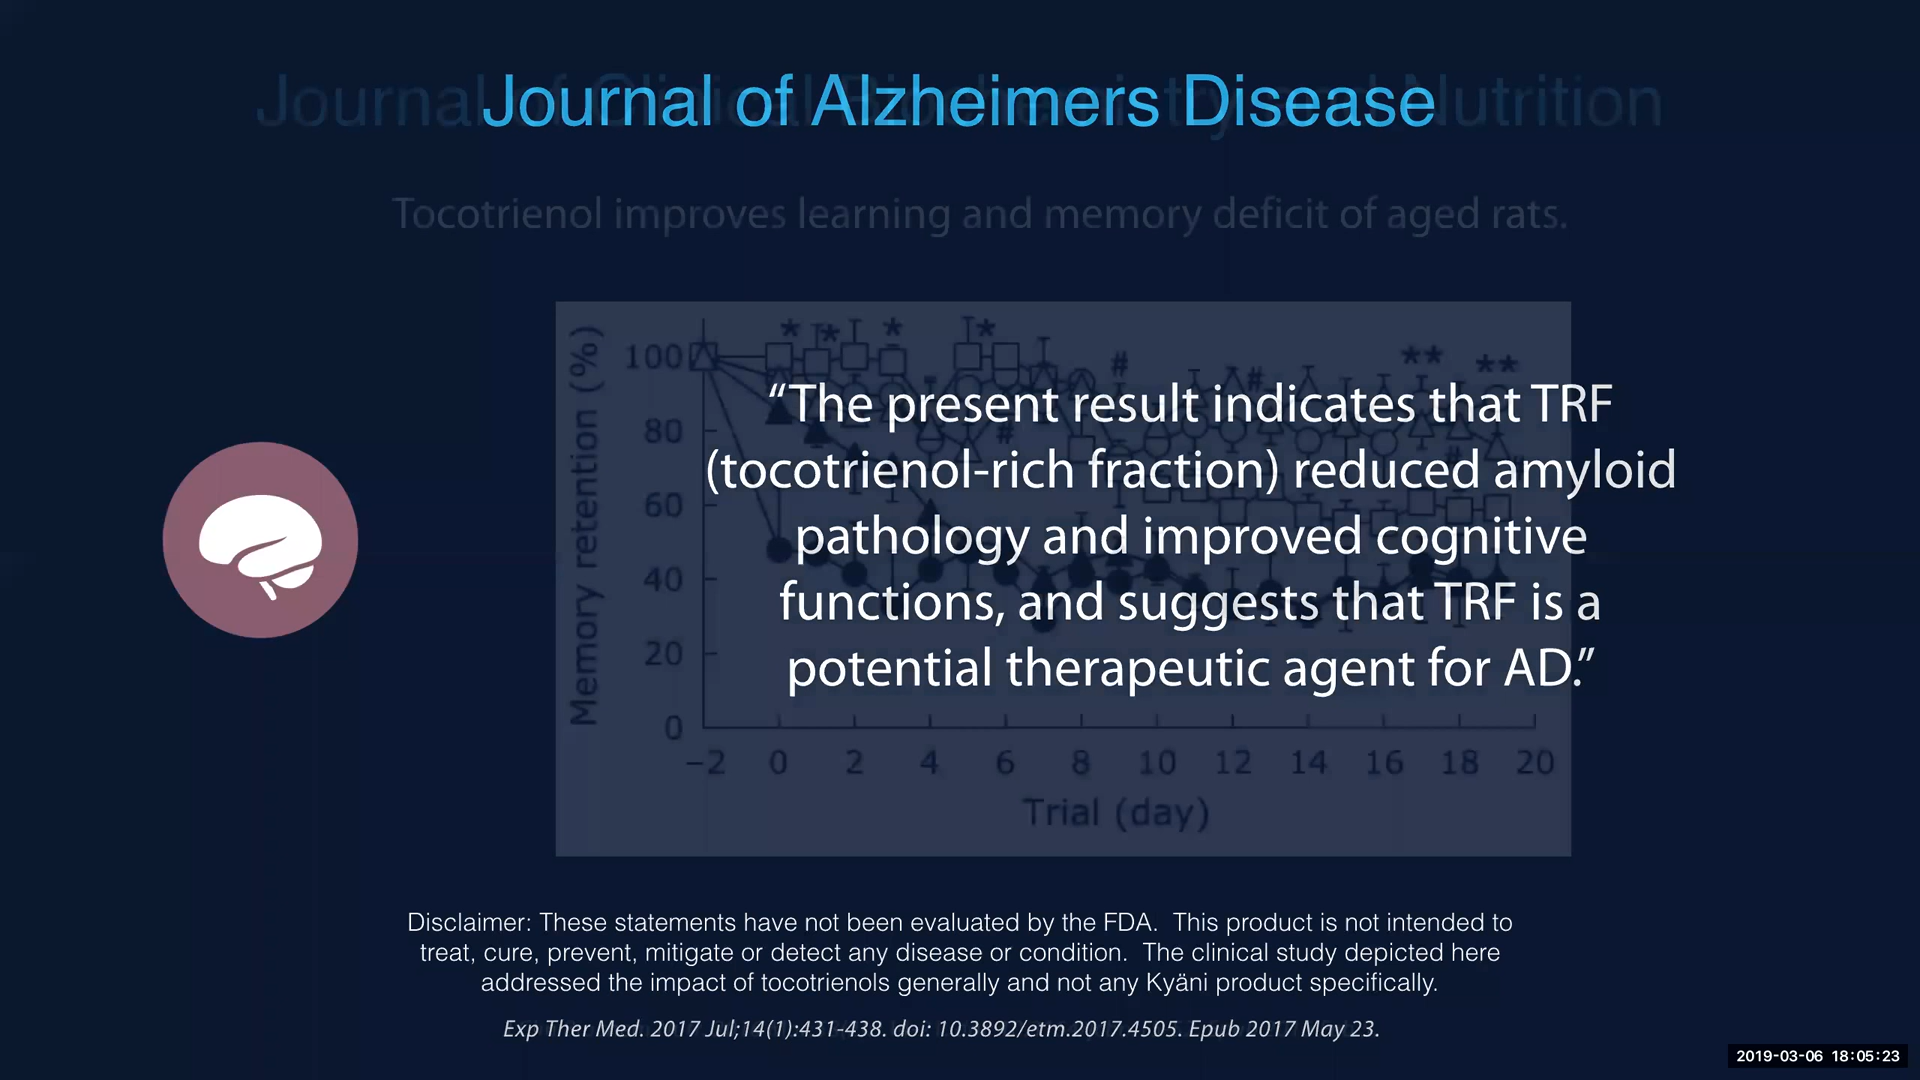 Journal of Alzheimers Disease
Tocotrienol improves learning and memory deficit of aged rats.
“The present result indicates that TRF
(tocotrienol-rich fraction) reduced amyloid
pathology and improved cognitive
functions, and suggests that TRF is a
potential therapeutic agent for AD.”
Memory retention (%)
100
80
60
40
20
0
−2 0 2 4 6 8 10 12 14 16 18 20
Trial (day)
Disclaimer: These statements have not been evaluated by the FDA. This product is not intended to
treat, cure, prevent, mitigate or detect any disease or condition. The clinical study depicted here
addressed the impact of tocotrienols generally and not any Kyäni product specifically.
Exp Ther Med. 2017 Jul;14(1):431-438. doi: 10.3892/etm.2017.4505. Epub 2017 May 23.
2019-03-06 18:05:23